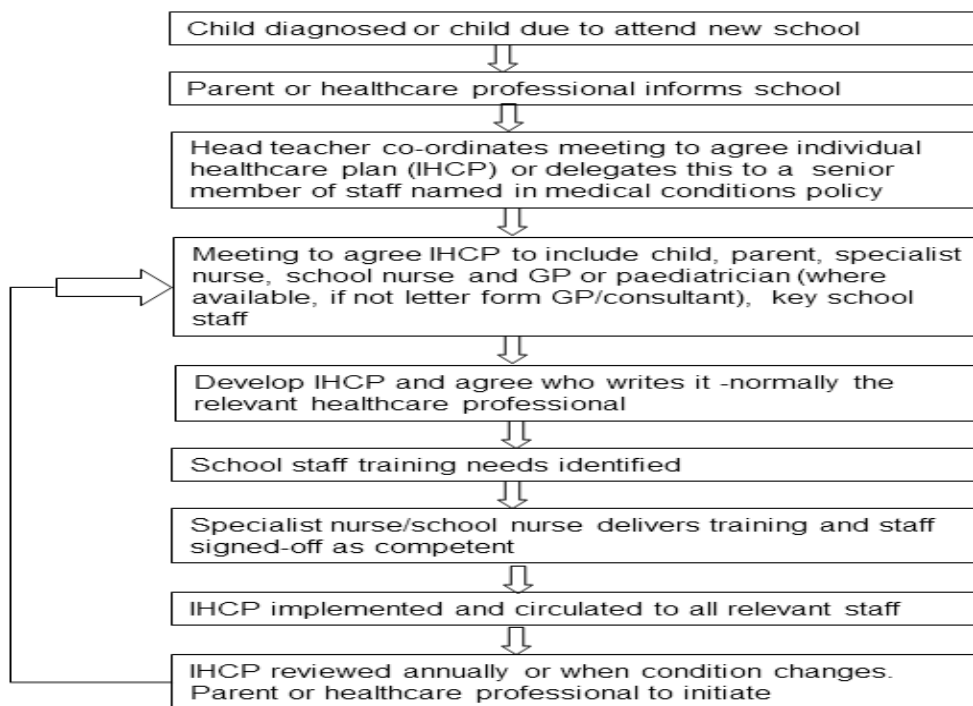 Child diagnosed or child due to attend new school
Parent or healthcare professional informs school
Head teacher co-ordinates meeting to agree individual
healthcare plan (IHCP) or delegates this to a senior
member of staff named in medical conditions policy
Meeting to agree IHCP to include child, parent, specialist
nurse, school nurse and GP or paediatrician (where
available, if not letter form GP/consultant), key school
staff
Develop IHCP and agree who writes it -normally the
relevant healthcare professional
School staff training needs identified
Specialist nurse/school nurse delivers training and staff
signed-off as competent
IHCP implemented and circulated to all relevant staff
IHCP reviewed annually or when condition changes.
Parent or healthcare professional to initiate